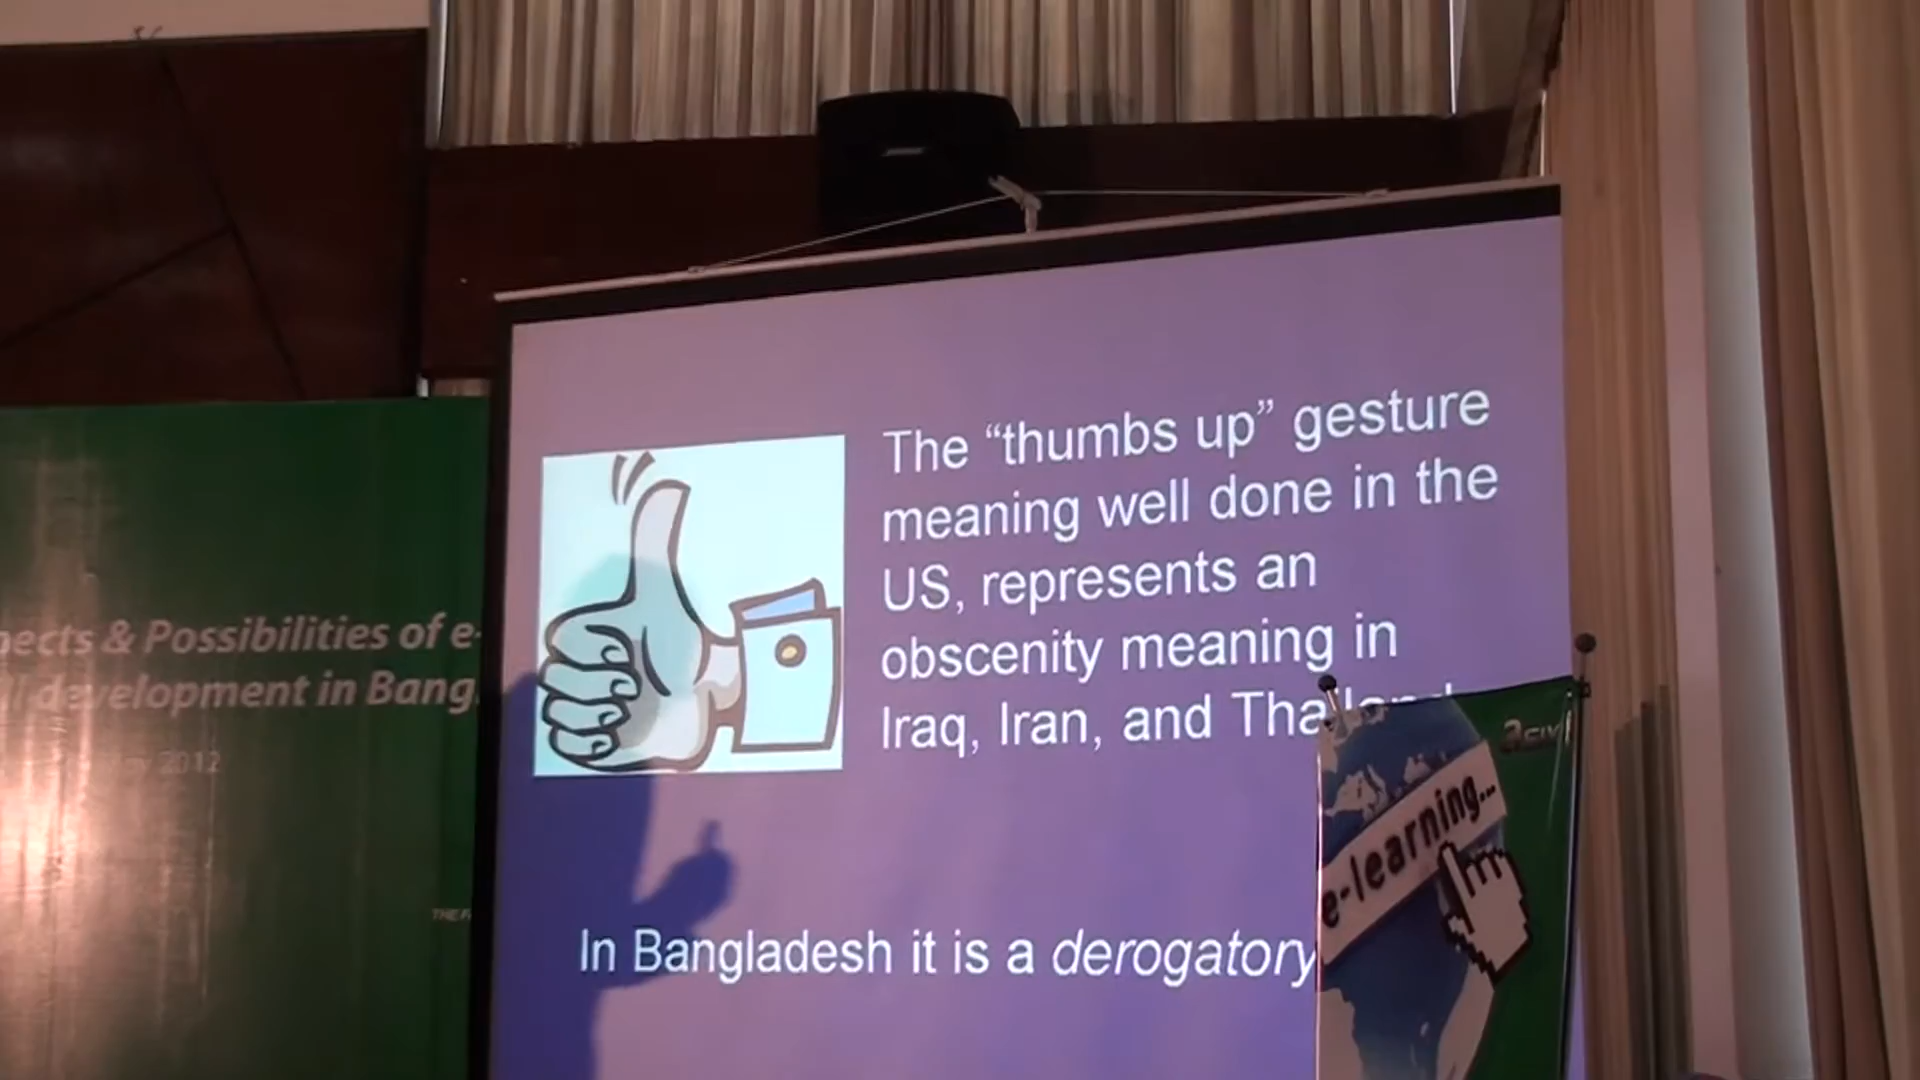 The “thumbs up” gesture
meaning well done in the
US, represents an
obscenity meaning in
Iraq, Iran, and Thailand
In Bangladesh it is a derogatory
& Possibilities of e-
development in Bang
2012
e-learning...